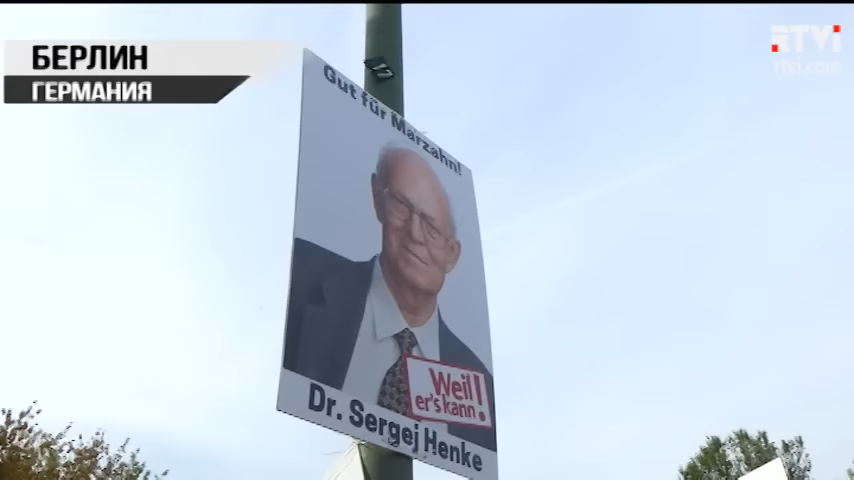 БЕРЛИН
ГЕРМАНИЯ
RTVi
rtvi.com
Gut für Marzahn!
Weil
er's kann!
Dr. Sergej Henke